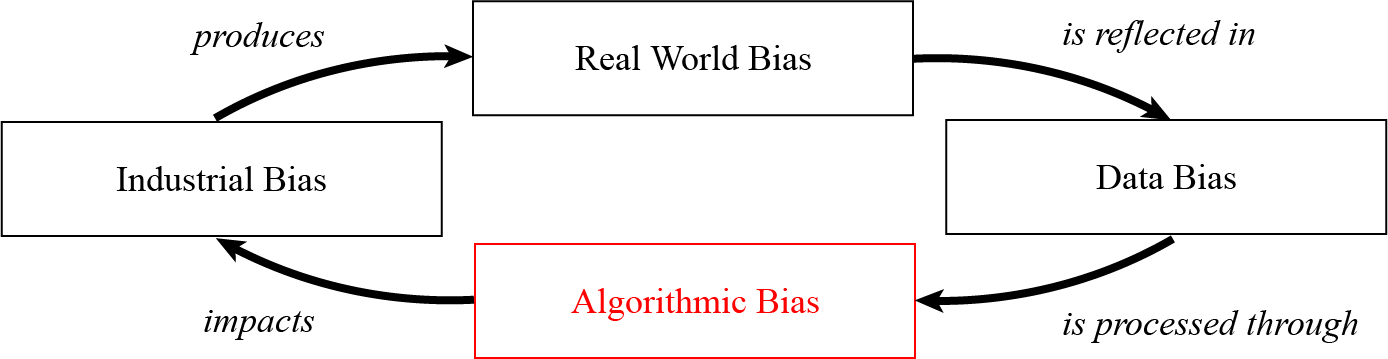 produces
Real World Bias
is reflected in
Industrial Bias
Data Bias
impacts
Algorithmic Bias
is processed through